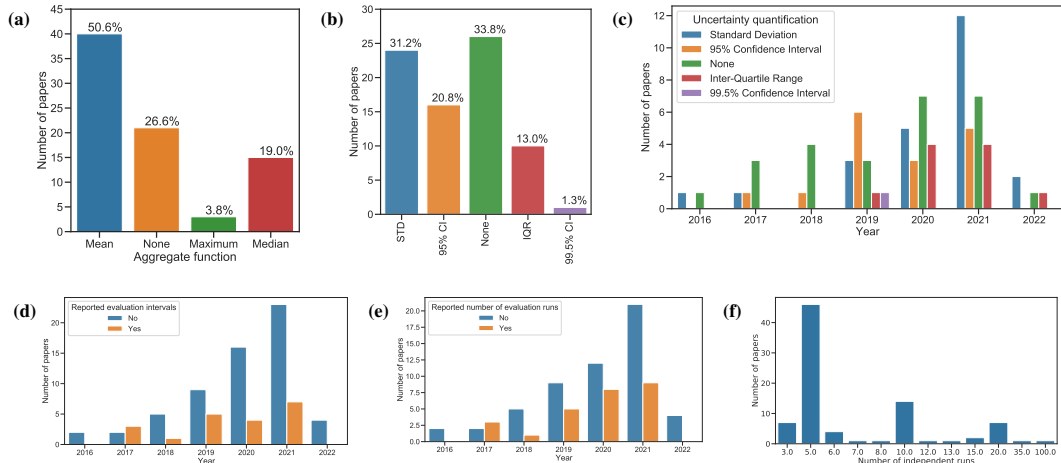 (a)
Number of papers
45
40
35
30
25
20
15
10
5
0
50.6%
26.6%
3.8%
19.0%
Mean None Maximum Median
Aggregate function
(b)
Number of papers
30
25
20
15
10
5
0
31.2%
20.8%
33.8%
13.0%
1.3%
STD
95% CI
None
IQR
99.5% CI
(c)
Number of papers
12
10
8
6
4
2
0
Uncertainty quantification
Standard Deviation
95% Confidence Interval
None
Inter-Quartile Range
99.5% Confidence Interval
2016 2017 2018 2019 2020 2021 2022
Year
(d)
Number of papers
20
15
10
5
0
Reported evaluation intervals
No
Yes
2016 2017 2018 2019 2020 2021 2022
Year
(e)
Number of papers
20.0
17.5
15.0
12.5
10.0
7.5
5.0
2.5
0.0
Reported number of evaluation runs
No
Yes
2016 2017 2018 2019 2020 2021 2022
Year
(f)
Number of papers
40
30
20
10
0
3.0 5.0 6.0 7.0 8.0 10.0 12.0 13.0 15.0 20.0 35.0 100.0
Number of independent runs